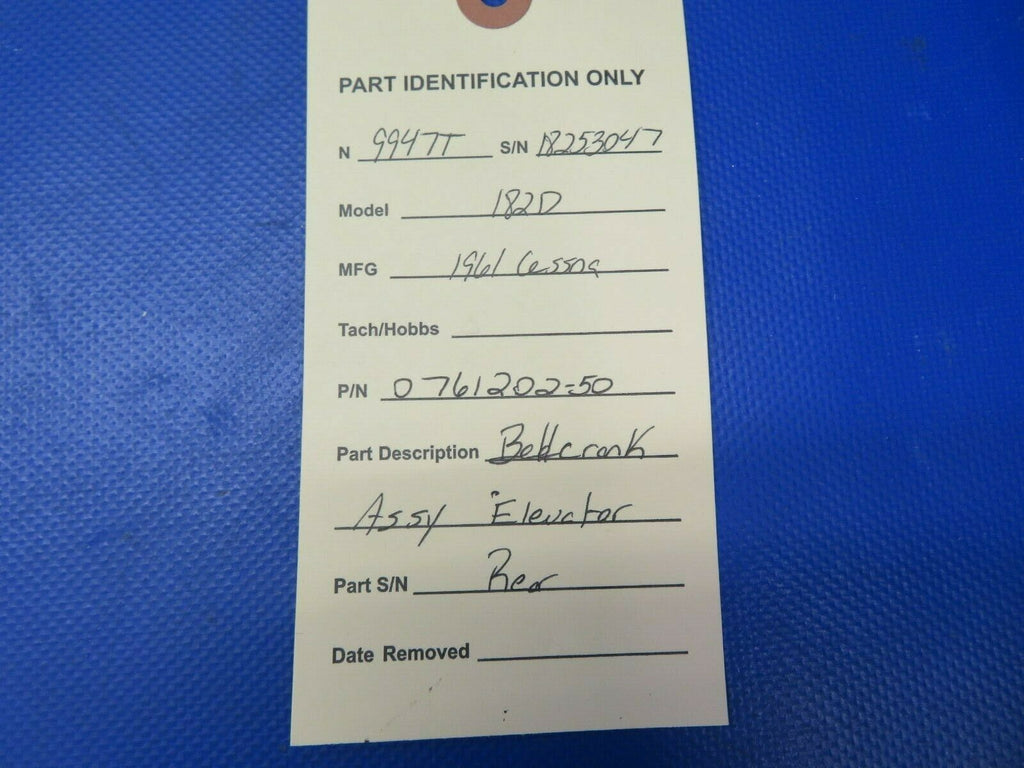 PART IDENTIFICATION ONLY
N 9947T S/N 18253047
Model 182D
MFG 1961 Cessna
Tach/Hobbs
P/N 0761202-50
Part Description Bellcrank
Assy Elevator
Part S/N Rear
Date Removed